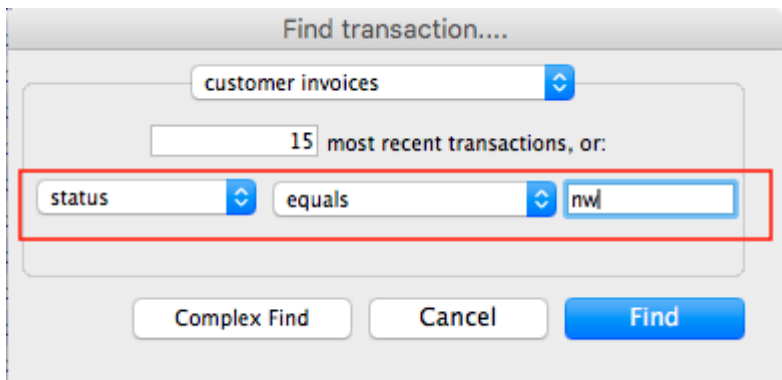 Find transaction....
customer invoices
15 most recent transactions, or:
status equals nw
Complex Find Cancel Find